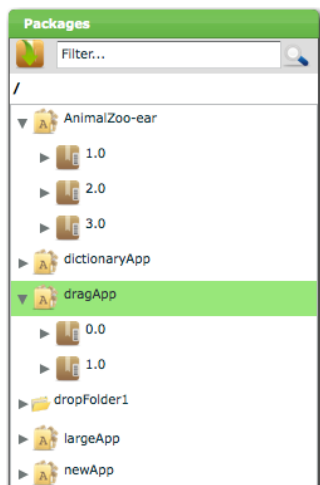 Packages
Filter...
/
AnimalZoo-ear
1.0
2.0
3.0
dictionaryApp
dragApp
0.0
1.0
dropFolder1
largeApp
newApp